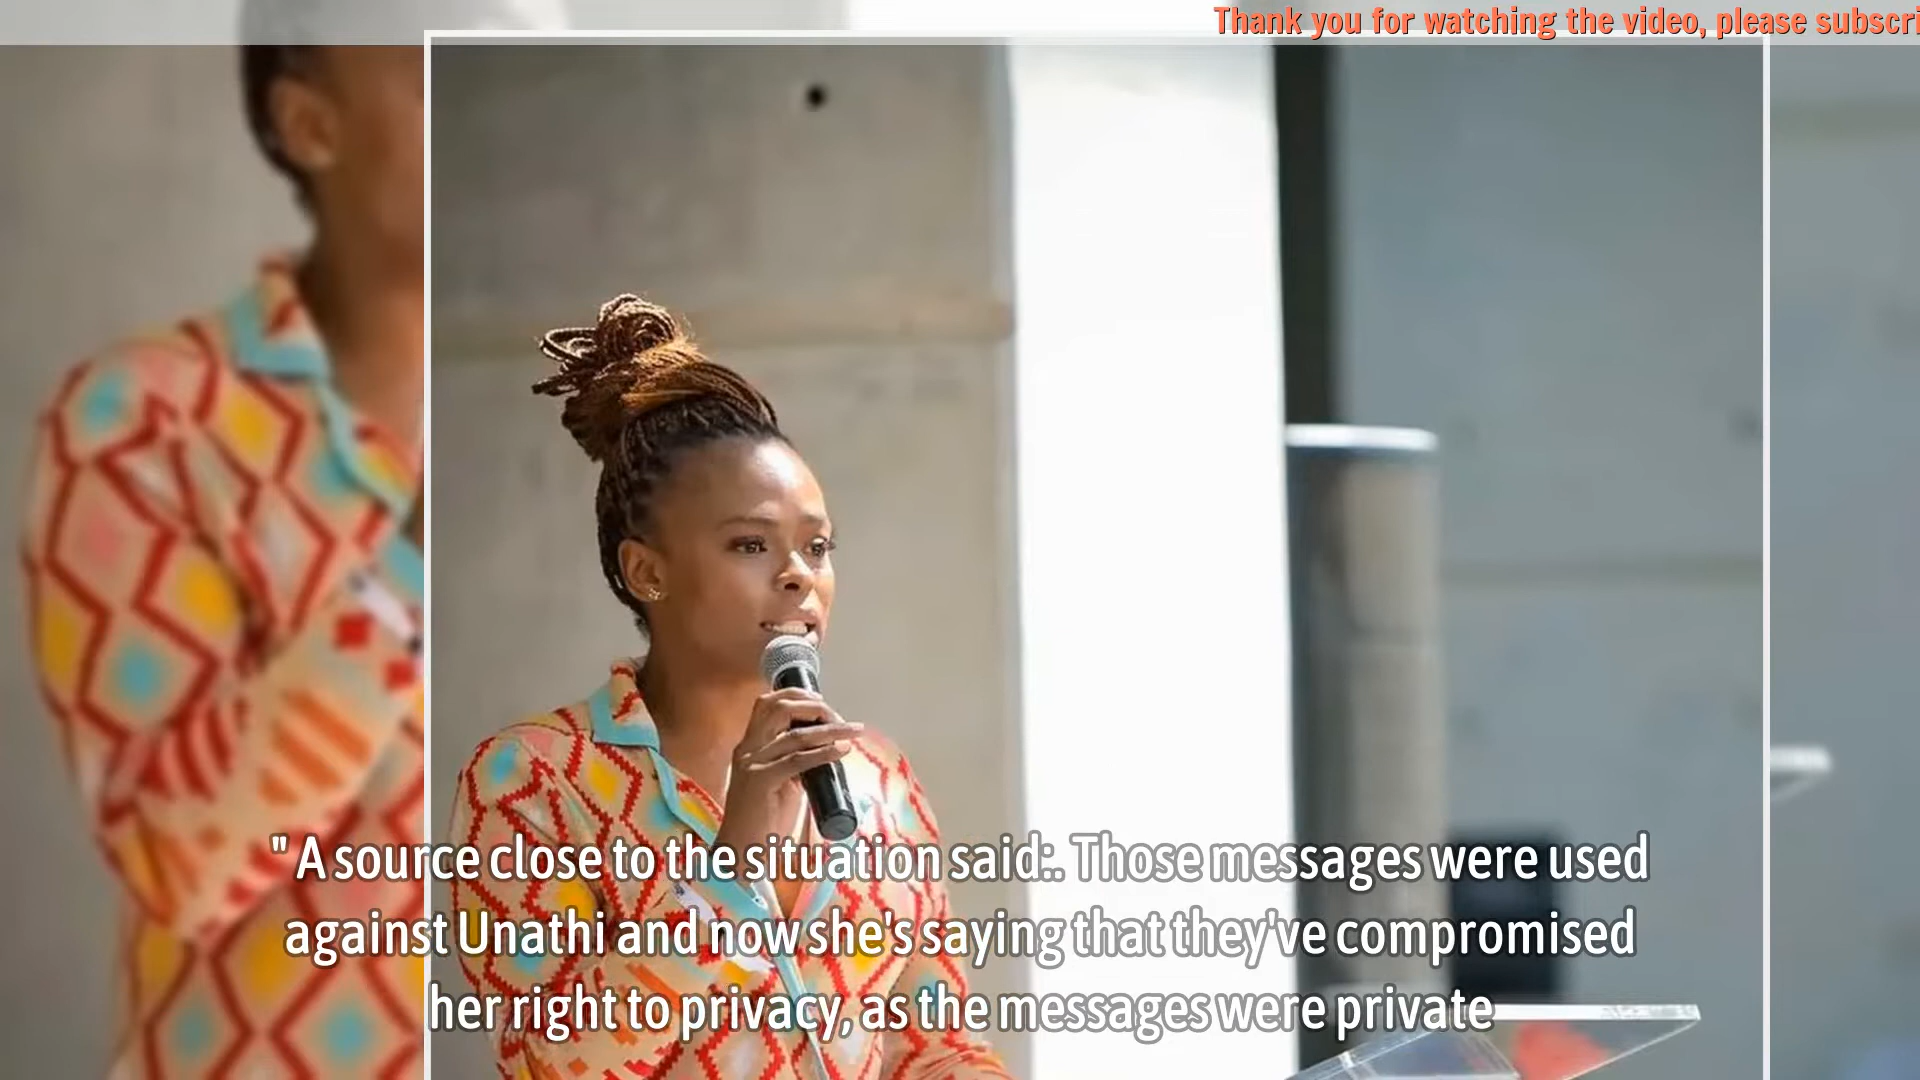 Thank you for watching the video, please subscri
" A source close to the situation said:. Those messages were used
against Unathi and now she's saying that they've compromised
her right to privacy, as the messages were private